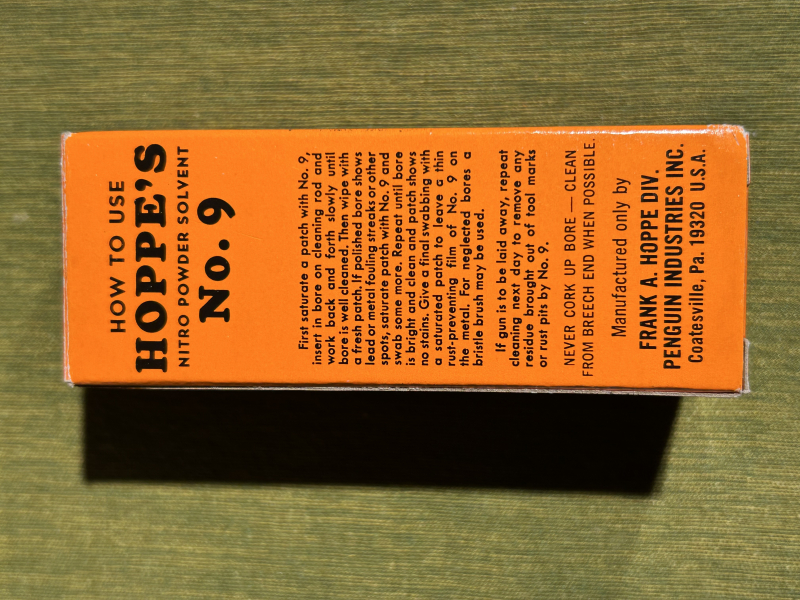 HOW TO USE
HOPPE'S
NITRO POWDER SOLVENT
No. 9
First saturate a patch with No. 9,
insert in bore on cleaning rod and
work back and forth slowly until
bore is well cleaned. Then wipe with
a fresh patch. If polished bore shows
lead or metal fouling streaks or other
spots, saturate patch with No. 9 and
swab some more. Repeat until bore
is bright and clean and patch shows
no stains. Give a final swabbing with
a saturated patch to leave a thin
rust-preventing film of No. 9 on
the metal. For neglected bores a
bristle brush may be used.
If gun is to be laid away, repeat
cleaning next day to remove any
residue brought out of tool marks
or rust pits by No. 9.
NEVER CORK UP BORE — CLEAN
FROM BREECH END WHEN POSSIBLE.
Manufactured only by
FRANK A. HOPPE DIV.
PENGUIN INDUSTRIES INC.
Coatesville, Pa. 19320 U.S.A.